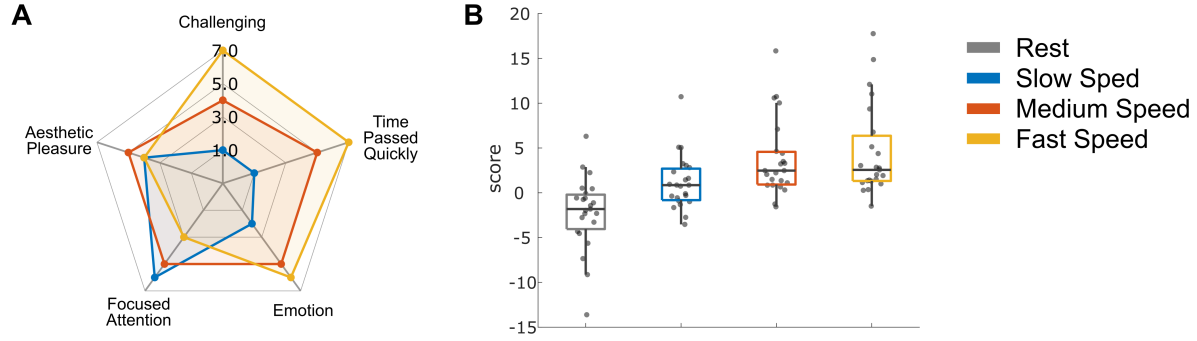 A
Challenging
7.0
5.0
3.0
1.0
Time
Passed
Quickly
Aesthetic
Pleasure
Focused
Attention
Emotion
B
score
20
15
10
5
0
-5
-10
-15
Rest
Slow Sped
Medium Speed
Fast Speed